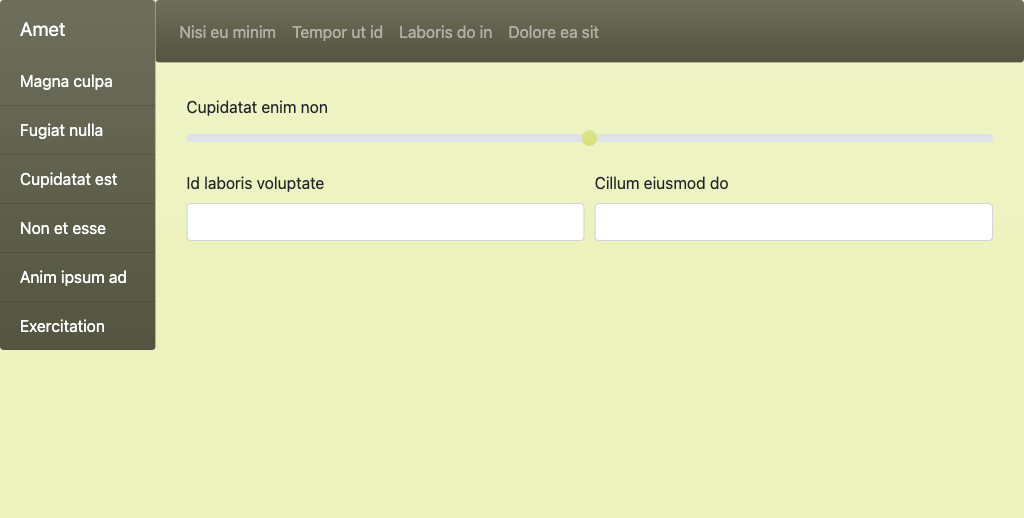 Amet
Magna culpa
Fugiat nulla
Cupidatat est
Non et esse
Anim ipsum ad
Exercitation
Nisi eu minim Tempor ut id Laboris do in Dolore ea sit
Cupidatat enim non
Id laboris voluptate Cillum eiusmod do